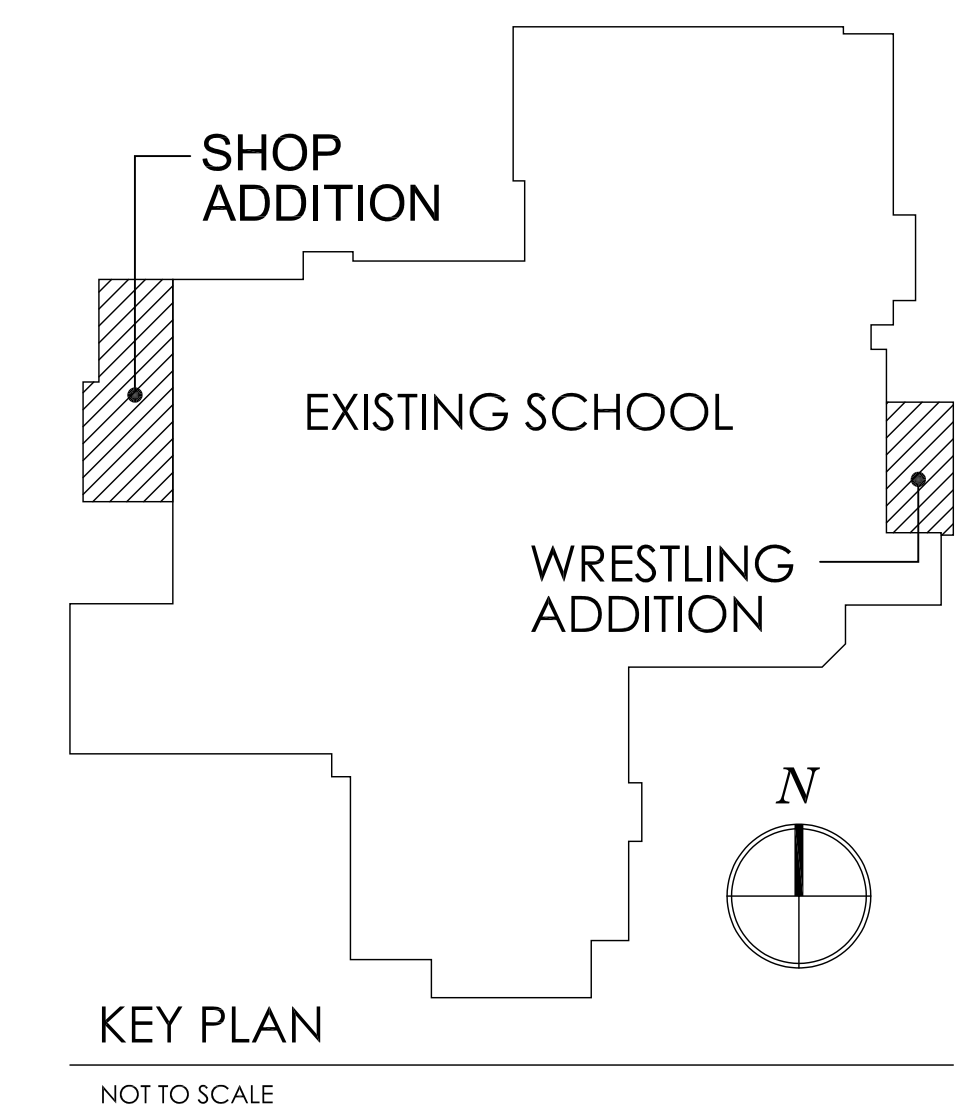 SHOP
ADDITION
EXISTING SCHOOL
WRESTLING
ADDITION
N
KEY PLAN
NOT TO SCALE